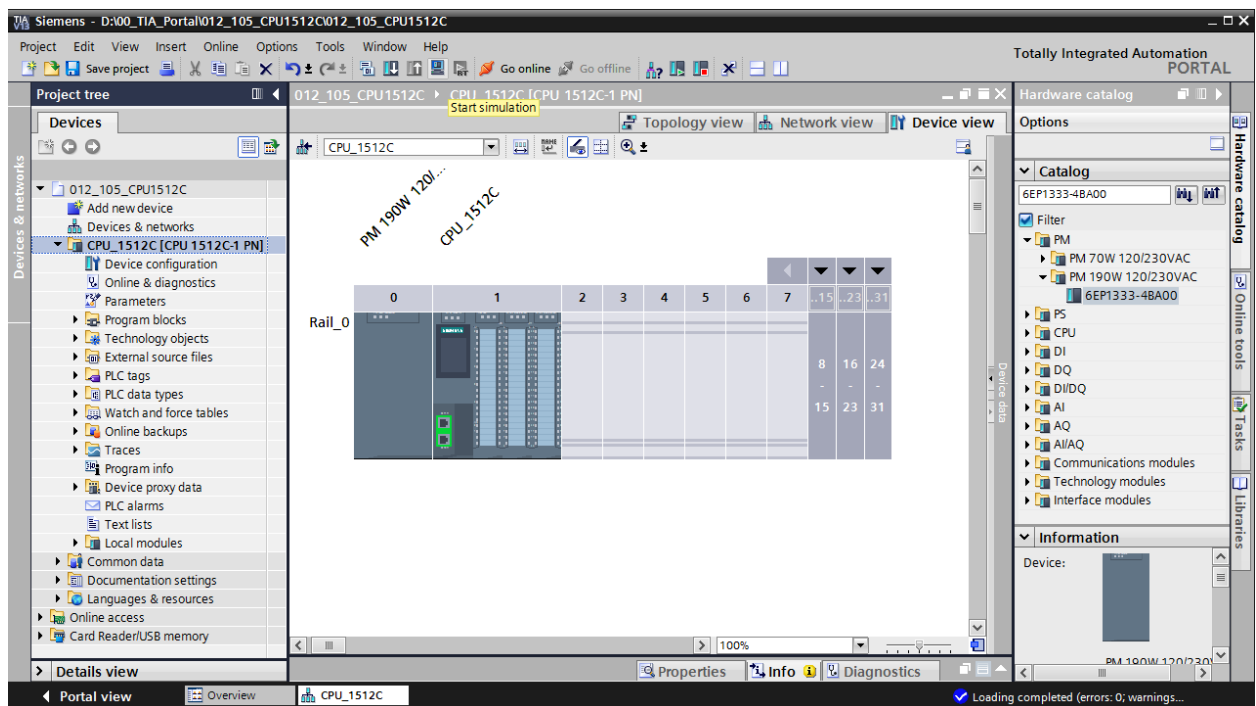 Siemens - D:\00_TIA_Portal\012_105_CPU1512C\012_105_CPU1512C
Project Edit View Insert Online Options Tools Window Help
Totally Integrated Automation
PORTAL
Save project
Go online
Go offline
Project tree
012_105_CPU1512C
CPU_1512C [CPU 1512C-1 PN]
Start simulation
Hardware catalog
Devices
Topology view
Network view
Device view
Options
CPU_1512C
012_105_CPU1512C
Add new device
Devices & networks
CPU_1512C [CPU 1512C-1 PN]
Device configuration
Online & diagnostics
Parameters
Program blocks
Technology objects
External source files
PLC tags
PLC data types
Watch and force tables
Online backups
Traces
Program info
Device proxy data
PLC alarms
Text lists
Local modules
Common data
Documentation settings
Languages & resources
Online access
Card Reader/USB memory
Details view
Devices & networks
PM 190W 120/...
CPU_1512C
0 1 2 3 4 5 6 7 ..15 ..23 ..31
Rail_0
SIEMENS
8 16 24
- - -
15 23 31
Device data
100%
Properties
Info
Diagnostics
Catalog
6EP1333-4BA00
Filter
PM
PM 70W 120/230VAC
PM 190W 120/230VAC
6EP1333-4BA00
PS
CPU
DI
DQ
DI/DQ
AI
AQ
AI/AQ
Communications modules
Technology modules
Interface modules
Information
Device:
PM 190W 120/230V
Hardware catalog
Online tools
Tasks
Libraries
Portal view
Overview
CPU_1512C
Loading completed (errors: 0; warnings...